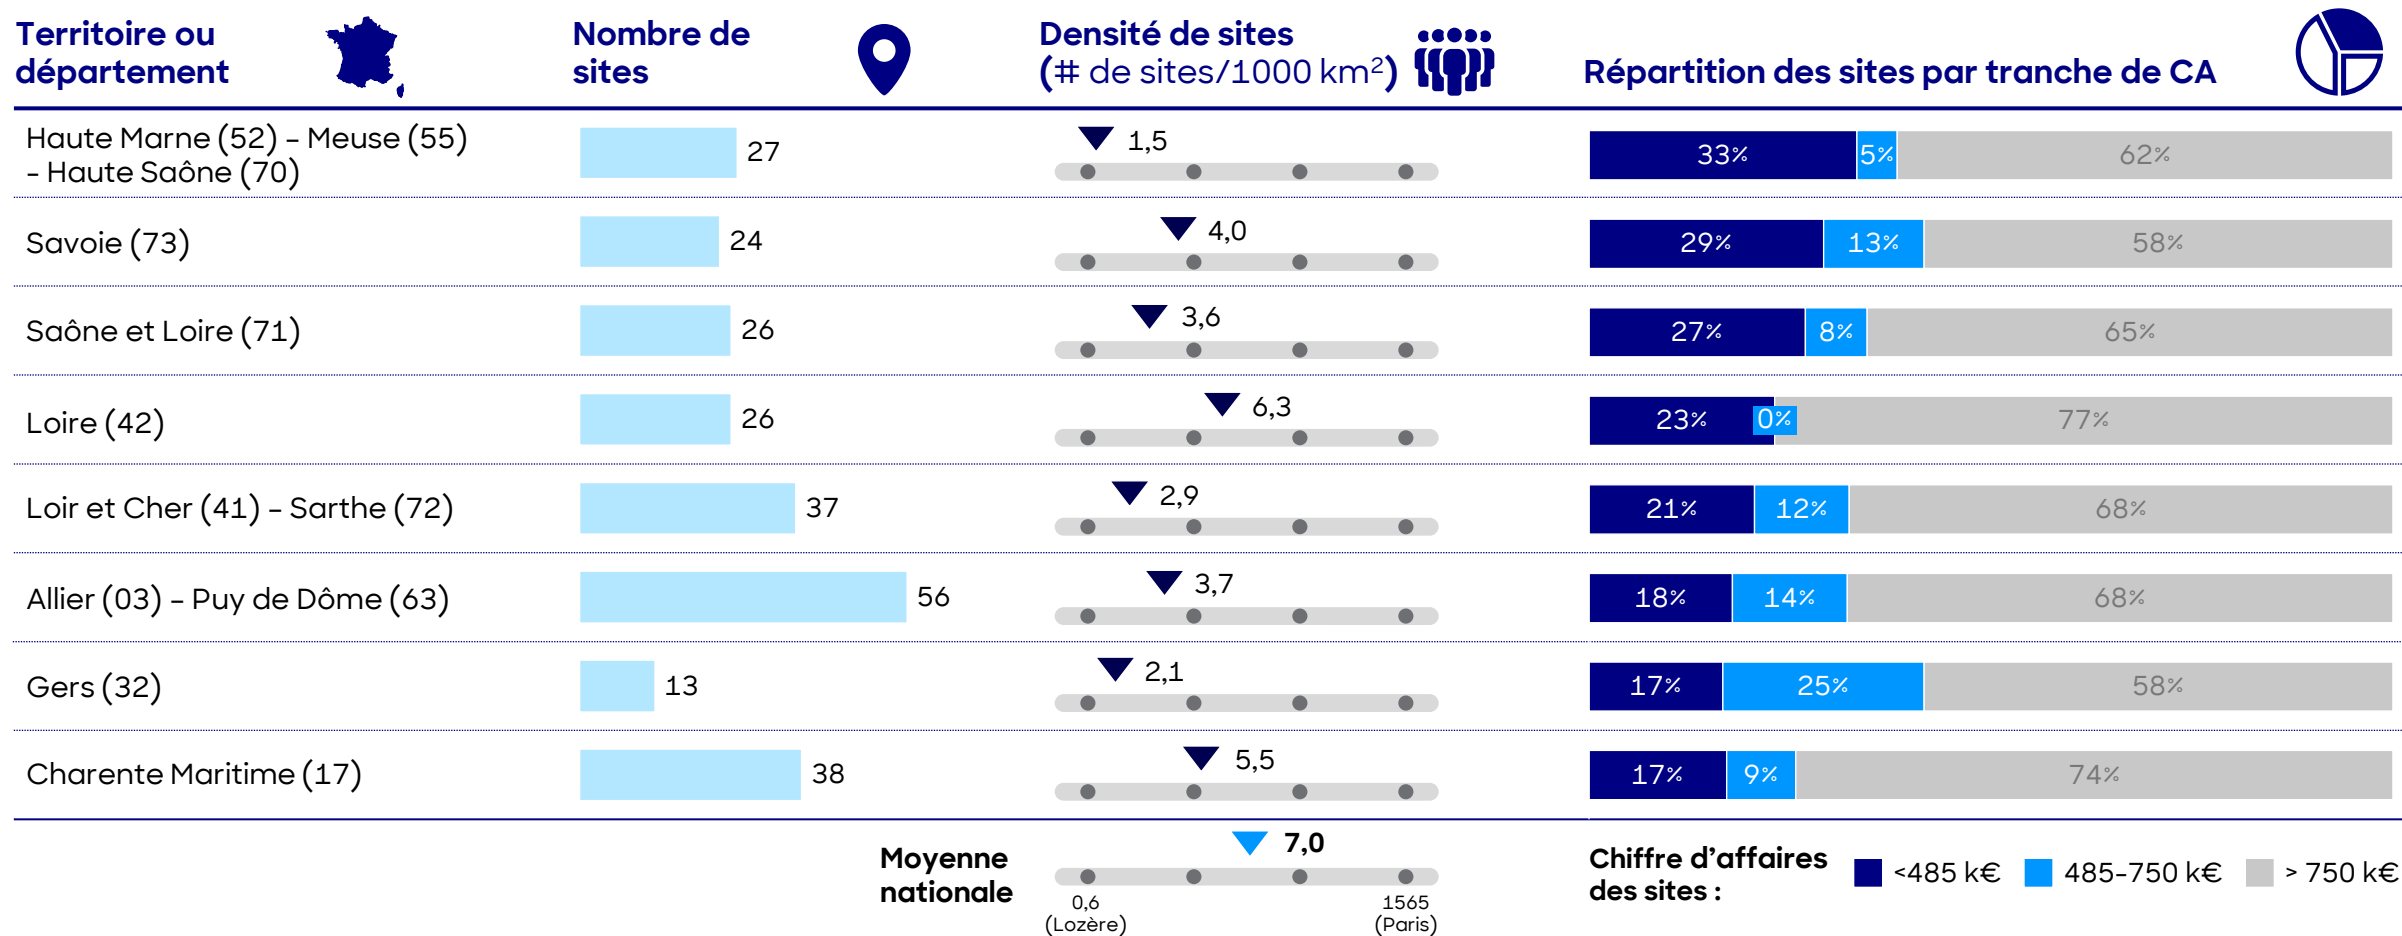 Territoire ou
département
Nombre de
sites
Densité de sites
(# de sites/1000 km²)
Répartition des sites par tranche de CA
Haute Marne (52) – Meuse (55)
– Haute Saône (70)
27
1,5
33%
5%
62%
Savoie (73)
24
4,0
29%
13%
58%
Saône et Loire (71)
26
3,6
27%
8%
65%
Loire (42)
26
6,3
23%
0%
77%
Loir et Cher (41) – Sarthe (72)
37
2,9
21%
12%
68%
Allier (03) – Puy de Dôme (63)
56
3,7
18%
14%
68%
Gers (32)
13
2,1
17%
25%
58%
Charente Maritime (17)
38
5,5
17%
9%
74%
Moyenne
nationale
7,0
0,6
(Lozère)
1565
(Paris)
Chiffre d’affaires
des sites :
<485 k€
485-750 k€
> 750 k€